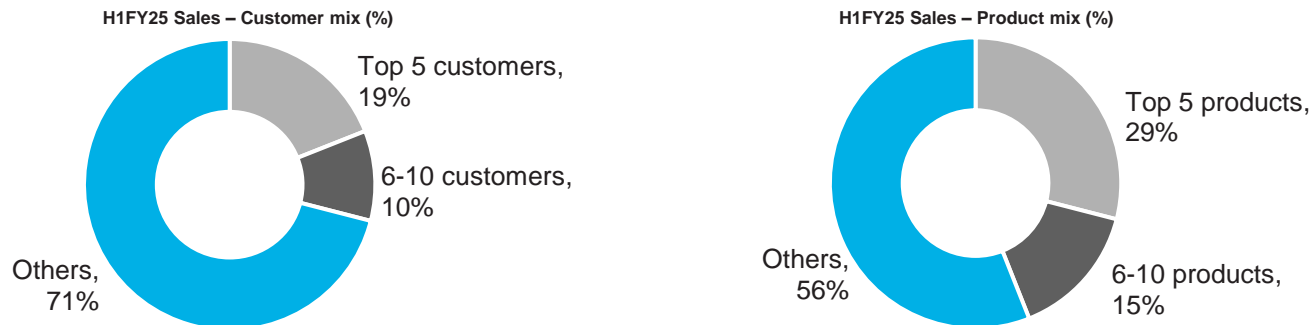 H1FY25 Sales – Customer mix (%)
Top 5 customers,
19%
6-10 customers,
10%
Others,
71%
H1FY25 Sales – Product mix (%)
Top 5 products,
29%
6-10 products,
15%
Others,
56%